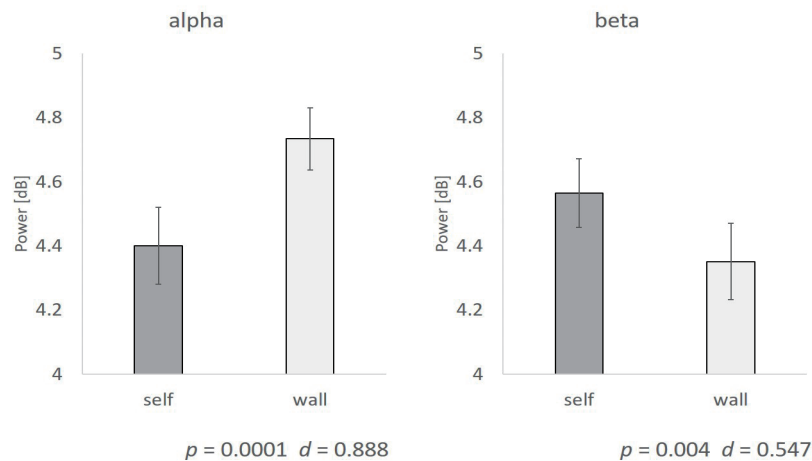 alpha
5
4.8
4.6
4.4
4.2
4
Power [dB]
self wall
p = 0.0001 d = 0.888
beta
5
4.8
4.6
4.4
4.2
4
Power [dB]
self wall
p = 0.004 d = 0.547